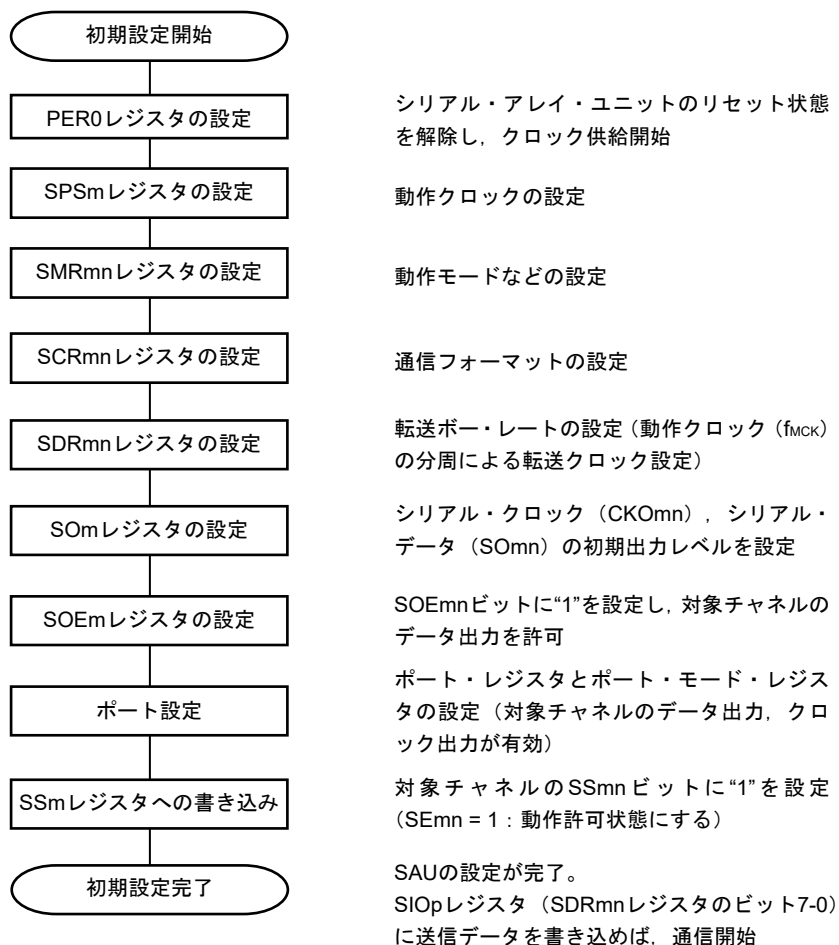 初期設定開始
PER0レジスタの設定
シリアル・アレイ・ユニットのリセット状態
を解除し，クロック供給開始
SPSmレジスタの設定
動作クロックの設定
SMRmnレジスタの設定
動作モードなどの設定
SCRmnレジスタの設定
通信フォーマットの設定
SDRmnレジスタの設定
転送ボー・レートの設定（動作クロック（fMCK）
の分周による転送クロック設定）
SOmレジスタの設定
シリアル・クロック（CKOmn），シリアル・
データ（SOmn）の初期出力レベルを設定
SOEmレジスタの設定
SOEmnビットに“1”を設定し，対象チャネルの
データ出力を許可
ポート設定
ポート・レジスタとポート・モード・レジス
タの設定（対象チャネルのデータ出力，クロ
ック出力が有効）
SSmレジスタへの書き込み
対象チャネルのSSmnビットに“1”を設定
（SEmn = 1：動作許可状態にする）
初期設定完了
SAUの設定が完了。
SIOpレジスタ（SDRmnレジスタのビット7-0）
に送信データを書き込めば，通信開始